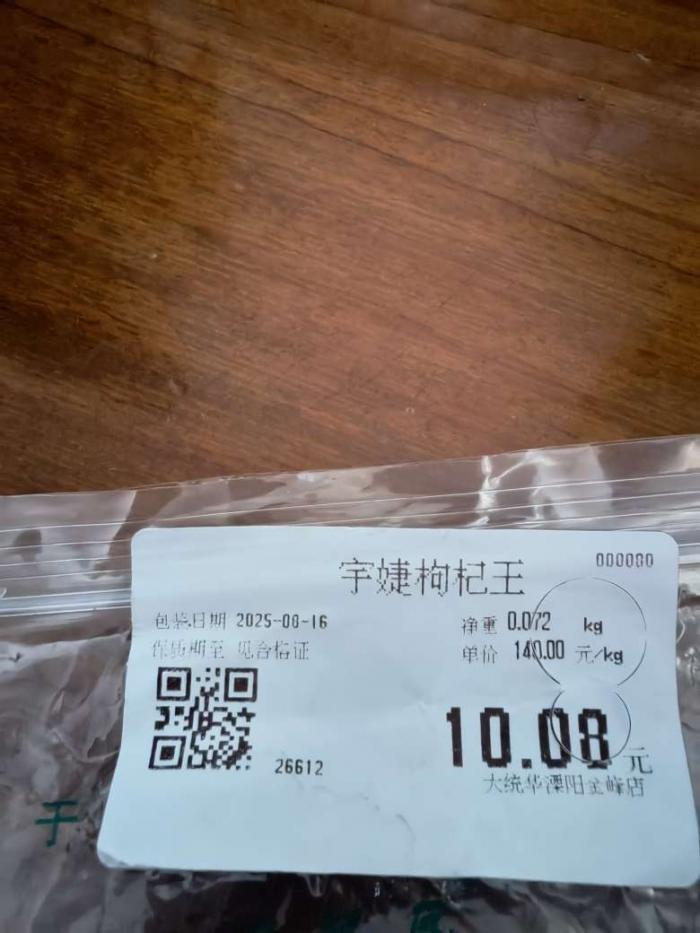 宇婕枸杞王
000000
包装日期 2025-08-16
净重 0.072 kg
保质期至 见合格证
单价 140.00 元/kg
10.08 元
26612
大统华溧阳金峰店
于